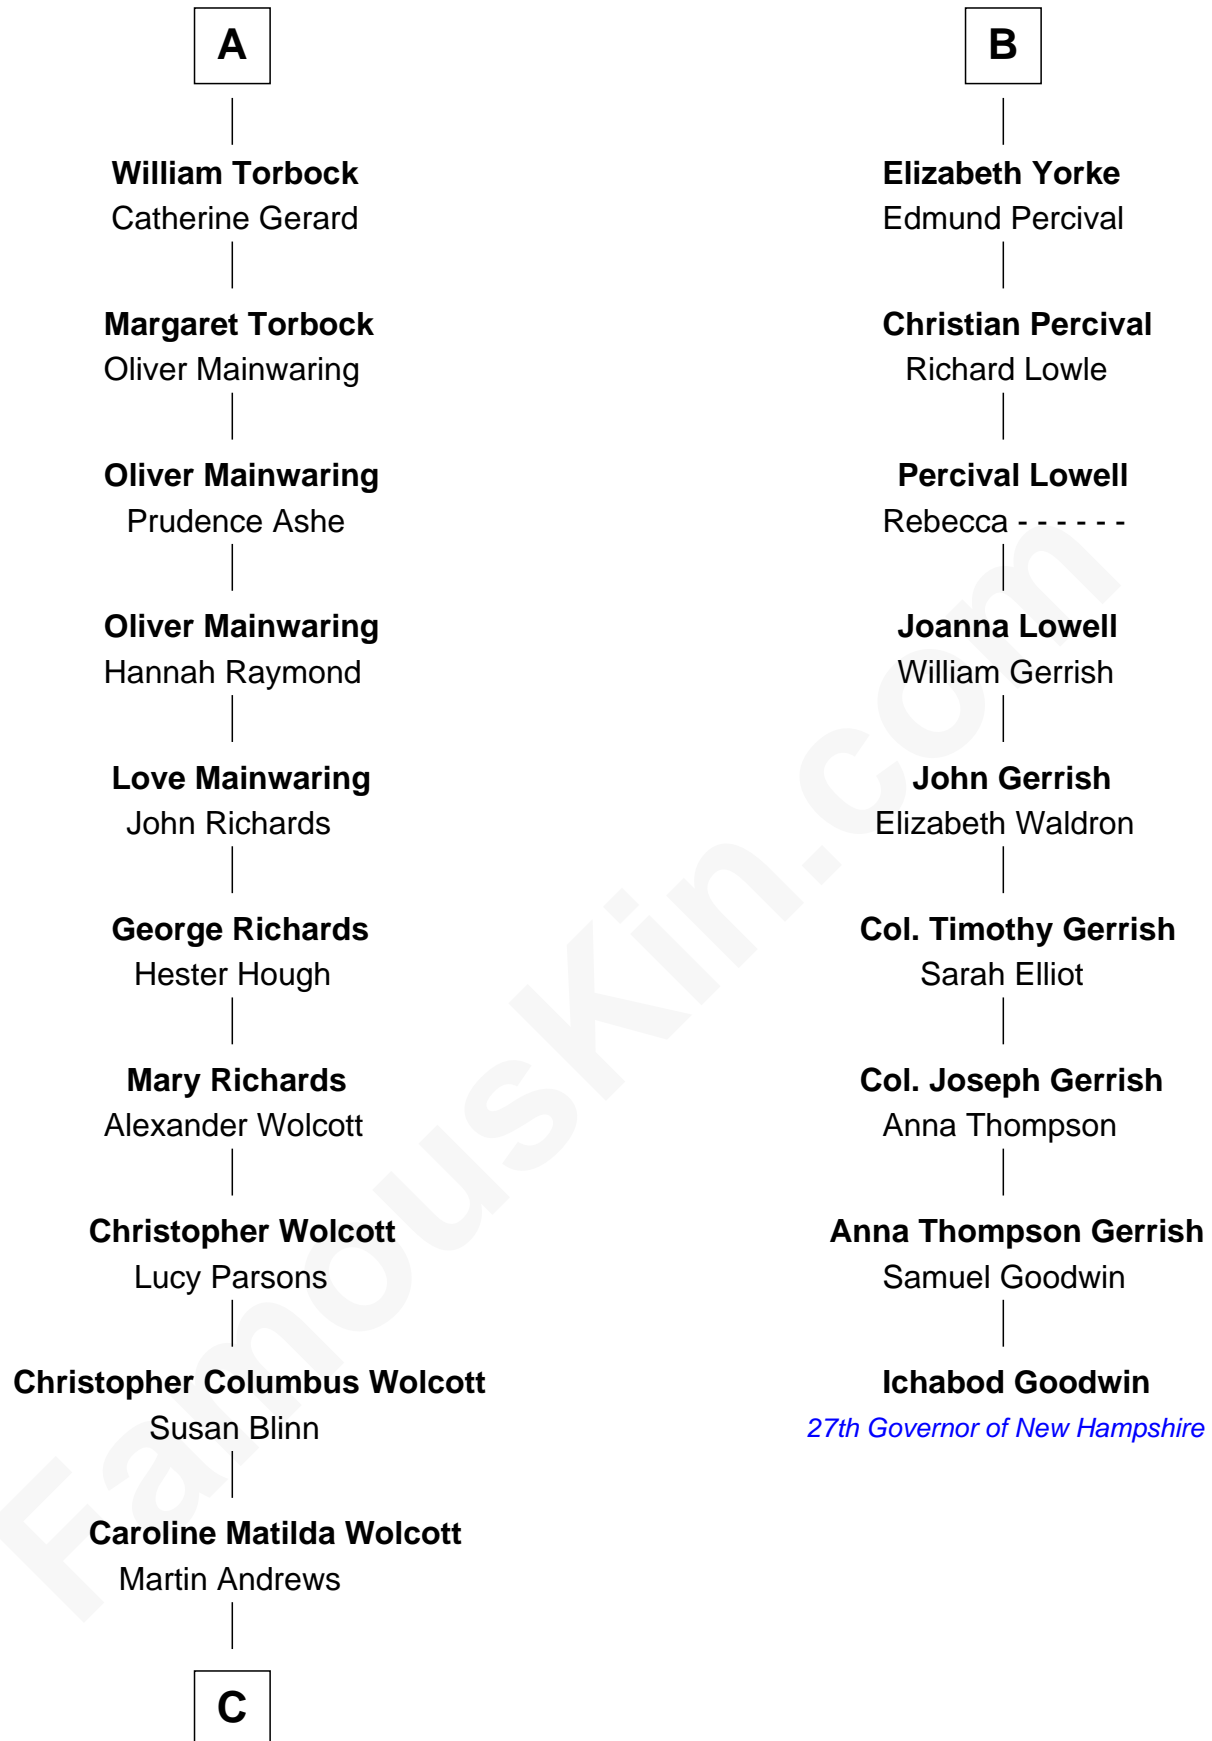 A
William Torbock
Catherine Gerard
Margaret Torbock
Oliver Mainwaring
Oliver Mainwaring
Prudence Ashe
Oliver Mainwaring
Hannah Raymond
Love Mainwaring
John Richards
George Richards
Hester Hough
Mary Richards
Alexander Wolcott
Christopher Wolcott
Lucy Parsons
Christopher Columbus Wolcott
Susan Blinn
Caroline Matilda Wolcott
Martin Andrews
C
B
Elizabeth Yorke
Edmund Percival
Christian Percival
Richard Lowle
Percival Lowell
Rebecca - - - - - -
Joanna Lowell
William Gerrish
John Gerrish
Elizabeth Waldron
Col. Timothy Gerrish
Sarah Elliot
Col. Joseph Gerrish
Anna Thompson
Anna Thompson Gerrish
Samuel Goodwin
Ichabod Goodwin
27th Governor of New Hampshire
FamousKin.com